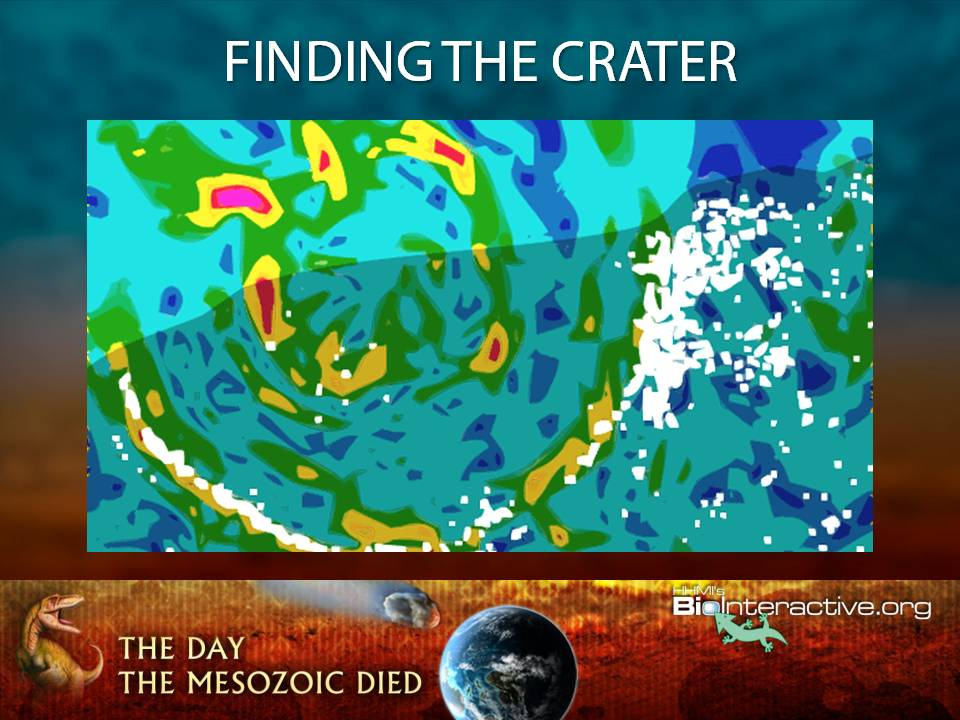 FINDING THE CRATER
HHMI's
BioInteractive.org
THE DAY
THE MESOZOIC DIED